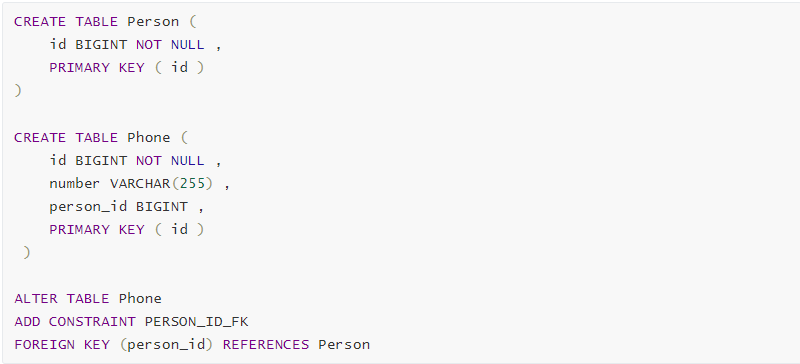 CREATE TABLE Person (
    id BIGINT NOT NULL ,
    PRIMARY KEY ( id )
)

CREATE TABLE Phone (
    id BIGINT NOT NULL ,
    number VARCHAR(255) ,
    person_id BIGINT ,
    PRIMARY KEY ( id )
 )

ALTER TABLE Phone
ADD CONSTRAINT PERSON_ID_FK
FOREIGN KEY (person_id) REFERENCES Person